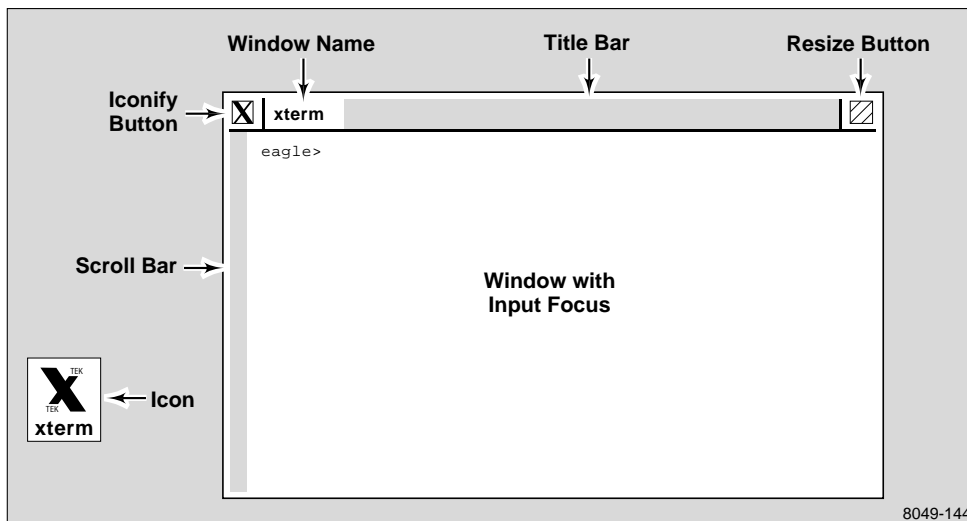 Window Name
Title Bar
Resize Button
Iconify
Button
X
xterm
eagle>
Scroll Bar
Window with
Input Focus
TEK
X
TEK
xterm
Icon
8049-144